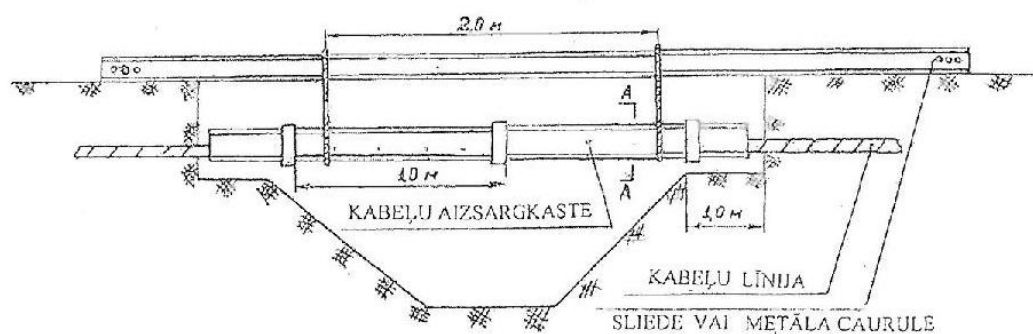 2,0 м
A
A
1,0 м
KABEĻU AIZSARGKASTE
1,0 м
KABEĻU LĪNIJA
SLIEDE VAI METĀLA CAURULE